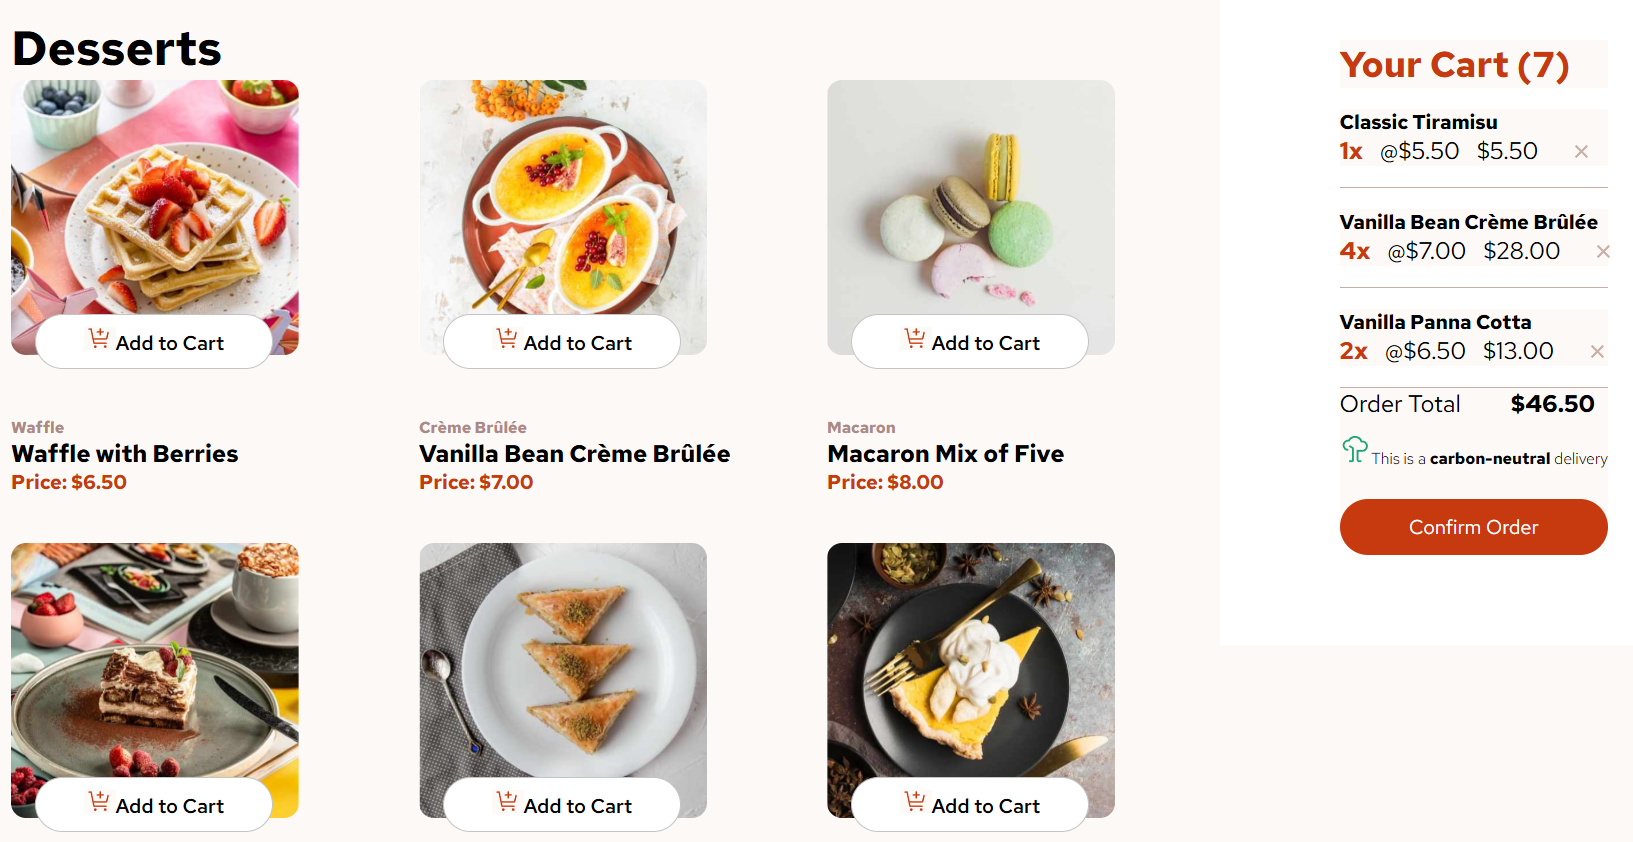 Desserts
Add to Cart
Add to Cart
Add to Cart
Waffle
Waffle with Berries
Price: $6.50
Crème Brûlée
Vanilla Bean Crème Brûlée
Price: $7.00
Macaron
Macaron Mix of Five
Price: $8.00
Add to Cart
Add to Cart
Add to Cart
Your Cart (7)
Classic Tiramisu
1x @$5.50 $5.50 ×
Vanilla Bean Crème Brûlée
4x @$7.00 $28.00 ×
Vanilla Panna Cotta
2x @$6.50 $13.00 ×
Order Total $46.50
This is a carbon-neutral delivery
Confirm Order